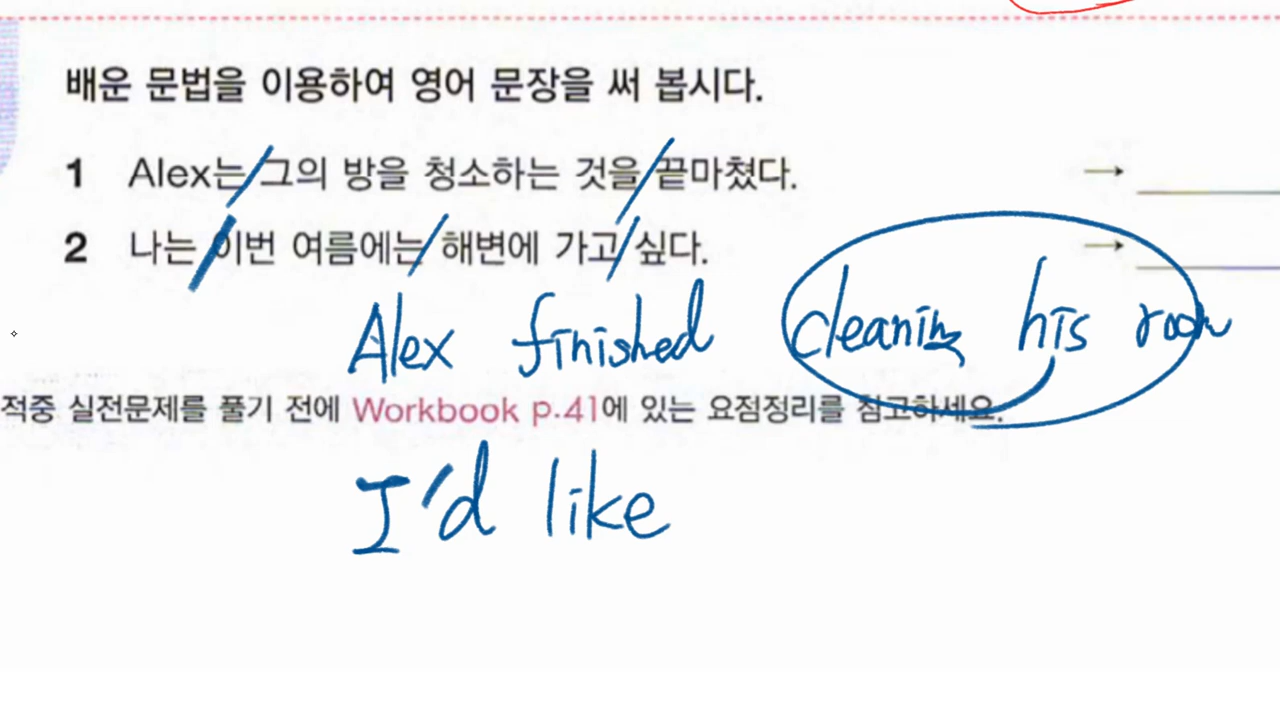 배운 문법을 이용하여 영어 문장을 써 봅시다.
1 Alex는 그의 방을 청소하는 것을 끝마쳤다. →
2 나는 이번 여름에는 해변에 가고 싶다. →
Alex finished cleaning his room
적중 실전문제를 풀기 전에 Workbook p.41에 있는 요점정리를 참고하세요.
I'd like